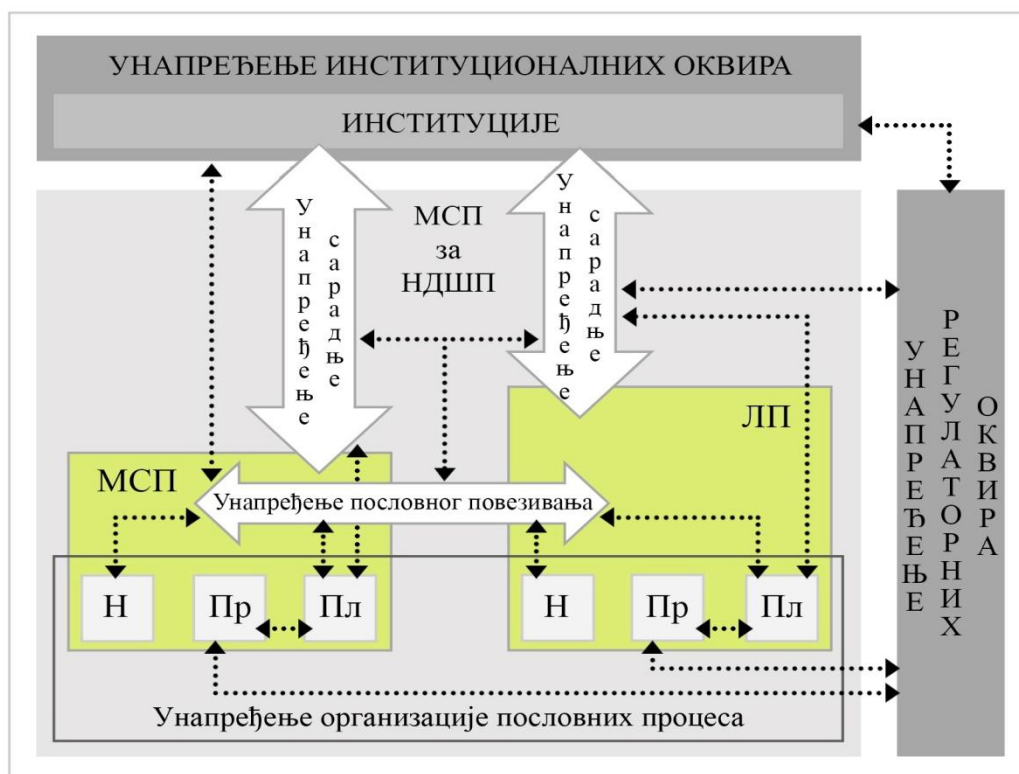 УНАПРЕЂЕЊЕ ИНСТИТУЦИОНАЛНИХ ОКВИРА
ИНСТИТУЦИЈЕ
Унапређење
сарадње
МСП
за
НДШП
Унапређење
сарадње
УНАПРЕЂЕЊЕ
РЕГУЛАТОРНИХ
ОКВИРА
ЛП
МСП
Унапређење пословног повезивања
Н
Пр
Пл
Н
Пр
Пл
Унапређење организације пословних процеса